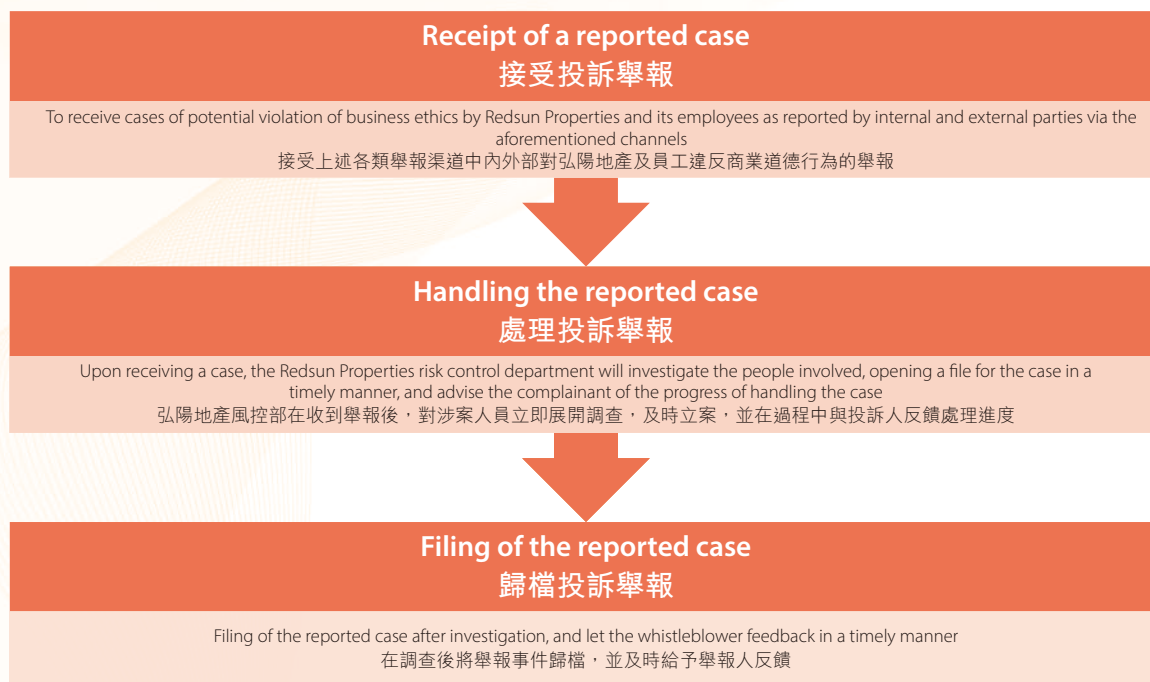 Receipt of a reported case
接受投訴舉報
To receive cases of potential violation of business ethics by Redsun Properties and its employees as reported by internal and external parties via the
aforementioned channels
接受上述各類舉報渠道中內外部對弘陽地產及員工違反商業道德行為的舉報
Handling the reported case
處理投訴舉報
Upon receiving a case, the Redsun Properties risk control department will investigate the people involved, opening a file for the case in a
timely manner, and advise the complainant of the progress of handling the case
弘陽地產風控部在收到舉報後，對涉案人員立即展開調查，及時立案，並在過程中與投訴人反饋處理進度
Filing of the reported case
歸檔投訴舉報
Filing of the reported case after investigation, and let the whistleblower feedback in a timely manner
在調查後將舉報事件歸檔，並及時給予舉報人反饋